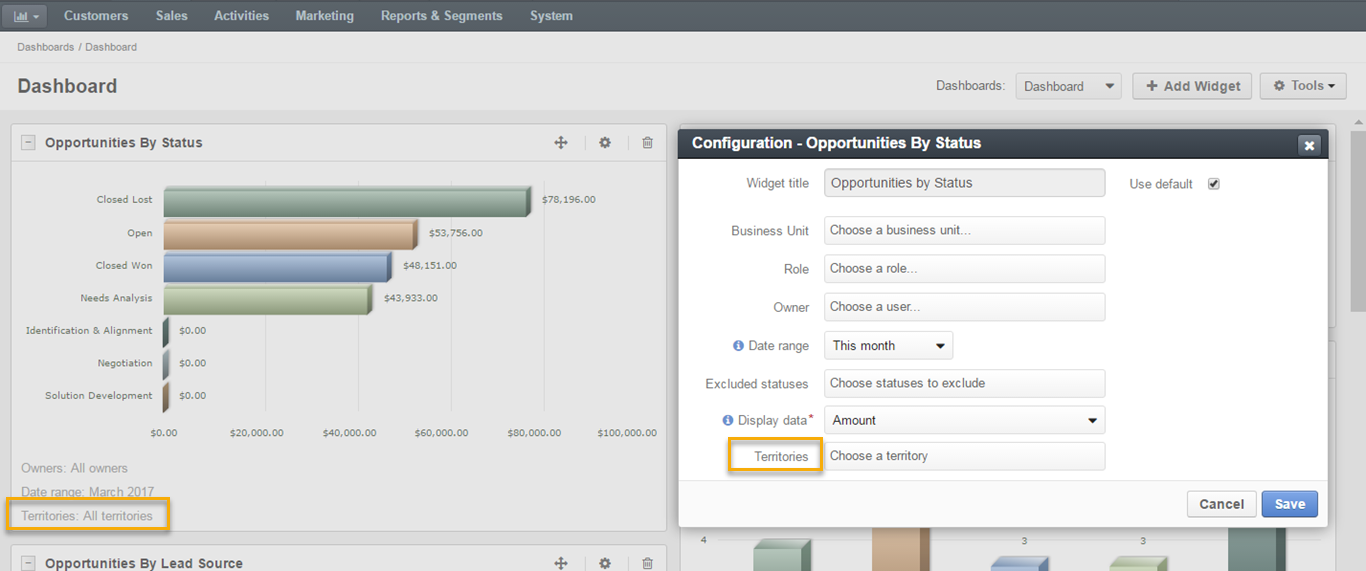 Customers Sales Activities Marketing Reports & Segments System
Dashboards / Dashboard
Dashboard
Dashboards: Dashboard Add Widget Tools
Opportunities By Status
Closed Lost $78,196.00
Open $53,756.00
Closed Won $48,151.00
Needs Analysis $43,933.00
Identification & Alignment $0.00
Negotiation $0.00
Solution Development $0.00
$0.00 $20,000.00 $40,000.00 $60,000.00 $80,000.00 $100,000.00
Owners: All owners
Date range: March 2017
Territories: All territories
Opportunities By Lead Source
Configuration - Opportunities By Status
Widget title Opportunities by Status Use default
Business Unit Choose a business unit...
Role Choose a role...
Owner Choose a user...
Date range This month
Excluded statuses Choose statuses to exclude
Display data* Amount
Territories Choose a territory
Cancel Save
4 3 3